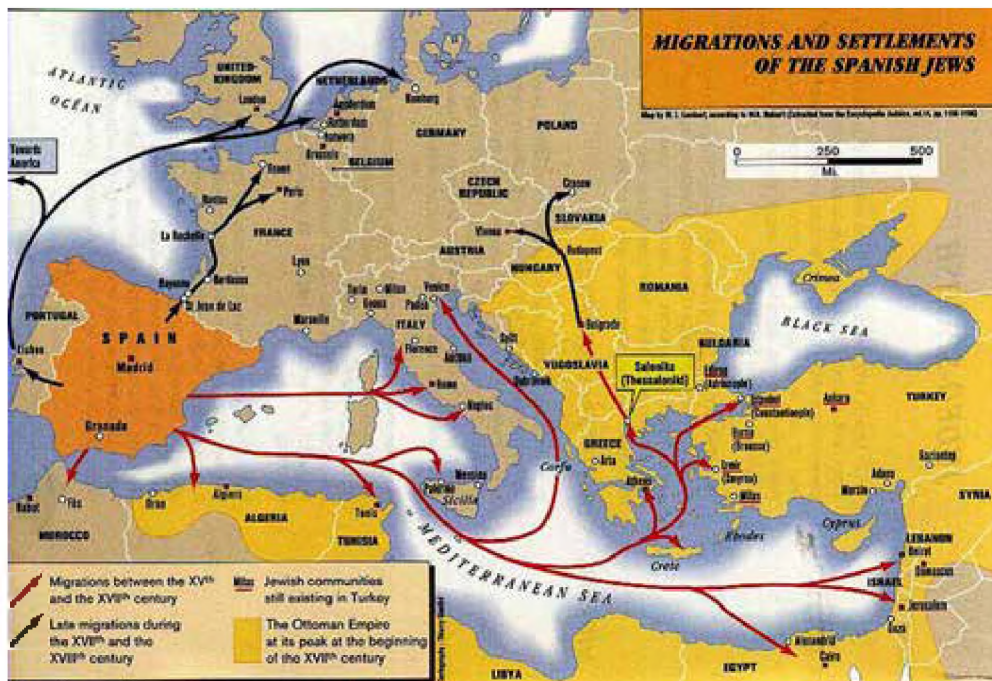 MIGRATIONS AND SETTLEMENTS
OF THE SPANISH JEWS
0 250 500
Mi.
ATLANTIC
OCÉAN
UNITED
KINGDOM
London
NETHERLANDS
Amsterdam
Rotterdam
Antwerp
Brussels
BELGIUM
Hamburg
GERMANY
POLAND
Towards
America
Rouen
Paris
Nantes
La Rochelle
FRANCE
Lyon
Bordeaux
Bayonne
St Jean de Luz
Marseille
CZECH
REPUBLIC
Cracow
SLOVAKIA
Vienna
AUSTRIA
Budapest
HUNGARY
ROMANIA
Crimea
BLACK SEA
PORTUGAL
Lisbon
SPAIN
Madrid
Granada
Turin
Milan
Genoa
Venice
Padua
ITALY
Florence
Ancona
Rome
Naples
Split
Dubrovnik
Belgrade
YUGOSLAVIA
BULGARIA
Salonika
(Thessaloniki)
Edirne
(Adrianople)
Istanbul
(Constantinople)
Bursa
(Brousse)
Ankara
TURKEY
GREECE
Arta
Athens
Izmir
(Smyrna)
Milas
Gaziantep
Adana
Mersin
SYRIA
Corfu
Messina
Palermo
Sicilia
Rhodes
Crete
Cyprus
LEBANON
Beirut
Damascus
ISRAEL
Jerusalem
Gaza
Alexandria
Cairo
EGYPT
LIBYA
MEDITERRANEAN SEA
Rabat
Fès
MOROCCO
Oran
Algiers
ALGERIA
Tunis
TUNISIA
Migrations between the XVth
and the XVIIth century
Late migrations during
the XVIIth and the
XVIIIth century
Milas
Jewish communities
still existing in Turkey
The Ottoman Empire
at its peak at the beginning
of the XVIIth century